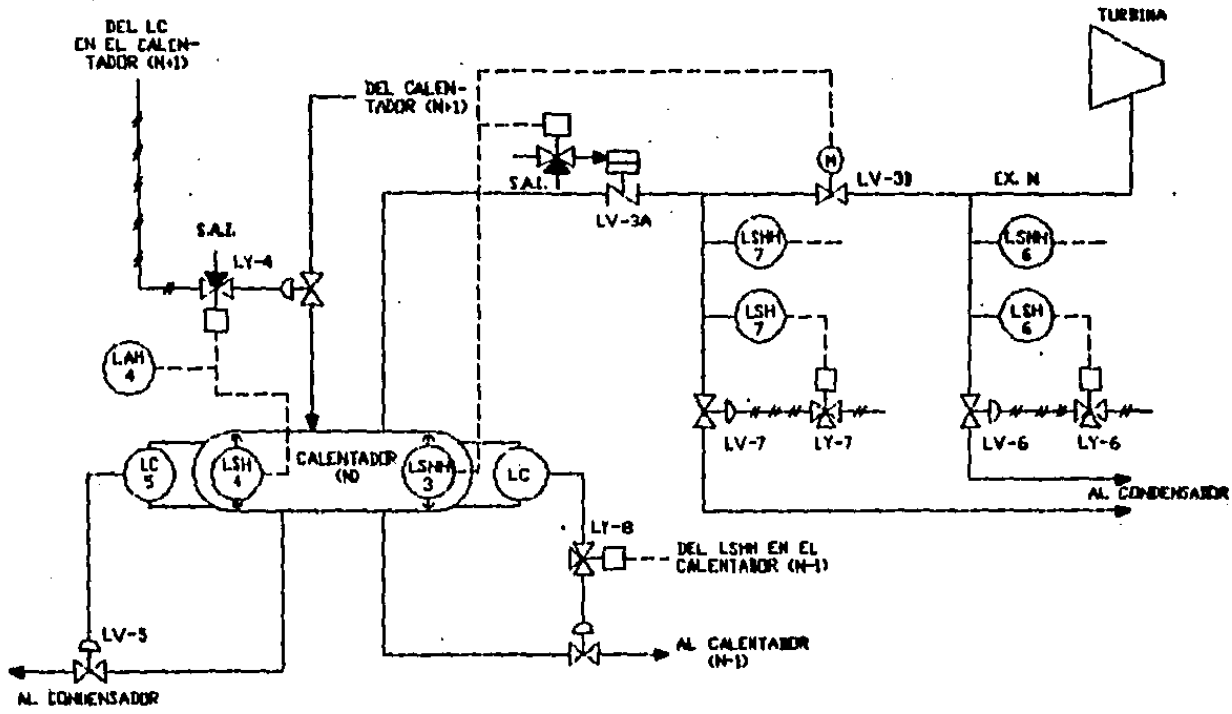 TURBINA
DEL LC
EN EL CALEN-
TADOR (N+1)
DEL CALEN-
TADOR (N+1)
S.A.I.
LV-3A
M
LV-3B
EX. N
S.A.I.
LY-4
LSHH
7
LSHH
6
LSH
7
LSH
6
LAH
4
LV-7
LY-7
LV-6
LY-6
AL CONDENSADOR
LC
5
LSH
4
CALENTADOR
(N)
LSHH
3
LC
LY-8
DEL LSHH EN EL
CALENTADOR (N-1)
LV-5
AL CALENTADOR
(N-1)
AL CONDENSADOR